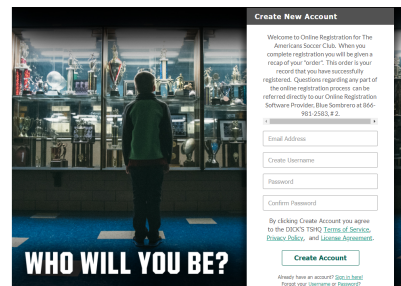 Create New Account
Welcome to Online Registration for The
Americans Soccer Club. When you
complete registration you will be given a
recap of your "order". This order is your
record that you have successfully
registered. Questions regarding any part of
the online registration process can be
referred directly to our Online Registration
Software Provider, Blue Sombrero at 866-
981-2583, # 2.
Email Address
Create Username
Password
Confirm Password
By clicking Create Account you agree
to the DICK'S TSHQ Terms of Service,
Privacy Policy, and License Agreement.
Create Account
Already have an account? Sign in here!
Forgot your Username or Password?
WHO WILL YOU BE?